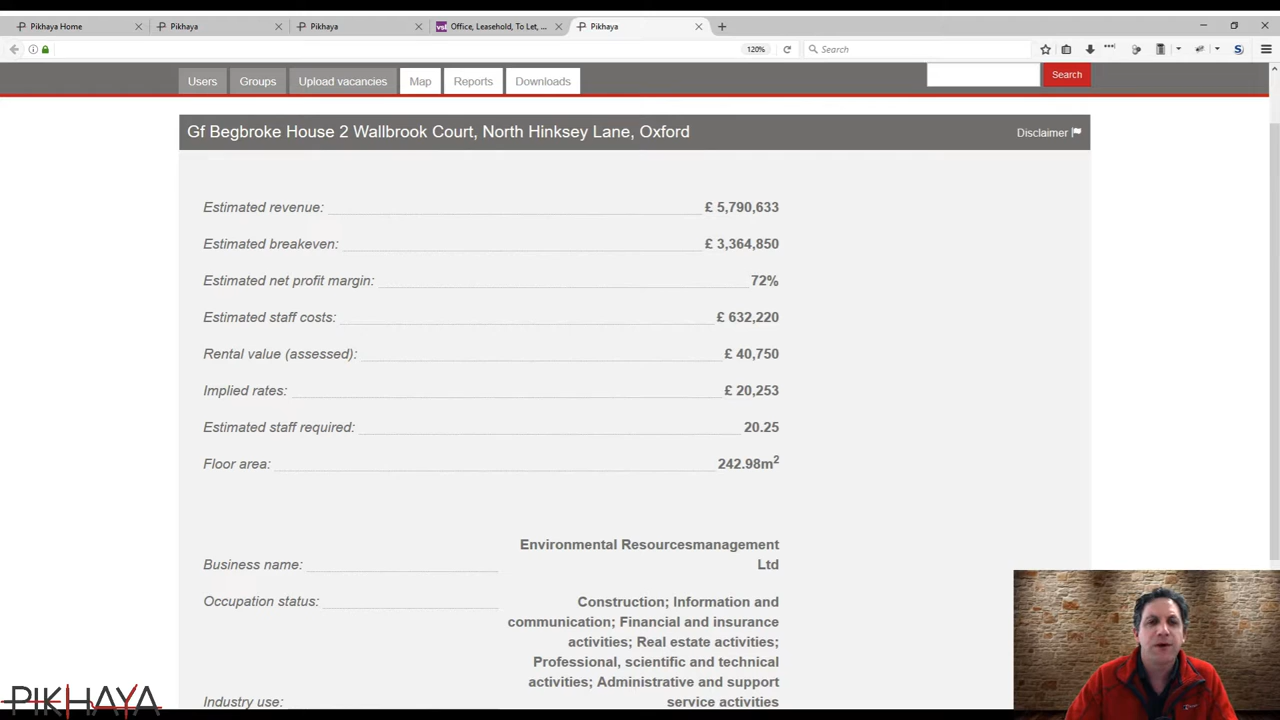 Pikhaya Home
Pikhaya
Pikhaya
vsl Office, Leasehold, To Let, ...
Pikhaya
120%
Search
Users
Groups
Upload vacancies
Map
Reports
Downloads
Search
Gf Begbroke House 2 Wallbrook Court, North Hinksey Lane, Oxford
Disclaimer
Estimated revenue: £ 5,790,633
Estimated breakeven: £ 3,364,850
Estimated net profit margin: 72%
Estimated staff costs: £ 632,220
Rental value (assessed): £ 40,750
Implied rates: £ 20,253
Estimated staff required: 20.25
Floor area: 242.98m²
Environmental Resourcesmanagement
Business name: Ltd
Occupation status: Construction; Information and
communication; Financial and insurance
activities; Real estate activities;
Professional, scientific and technical
activities; Administrative and support
Industry use: service activities
PIKHAYA